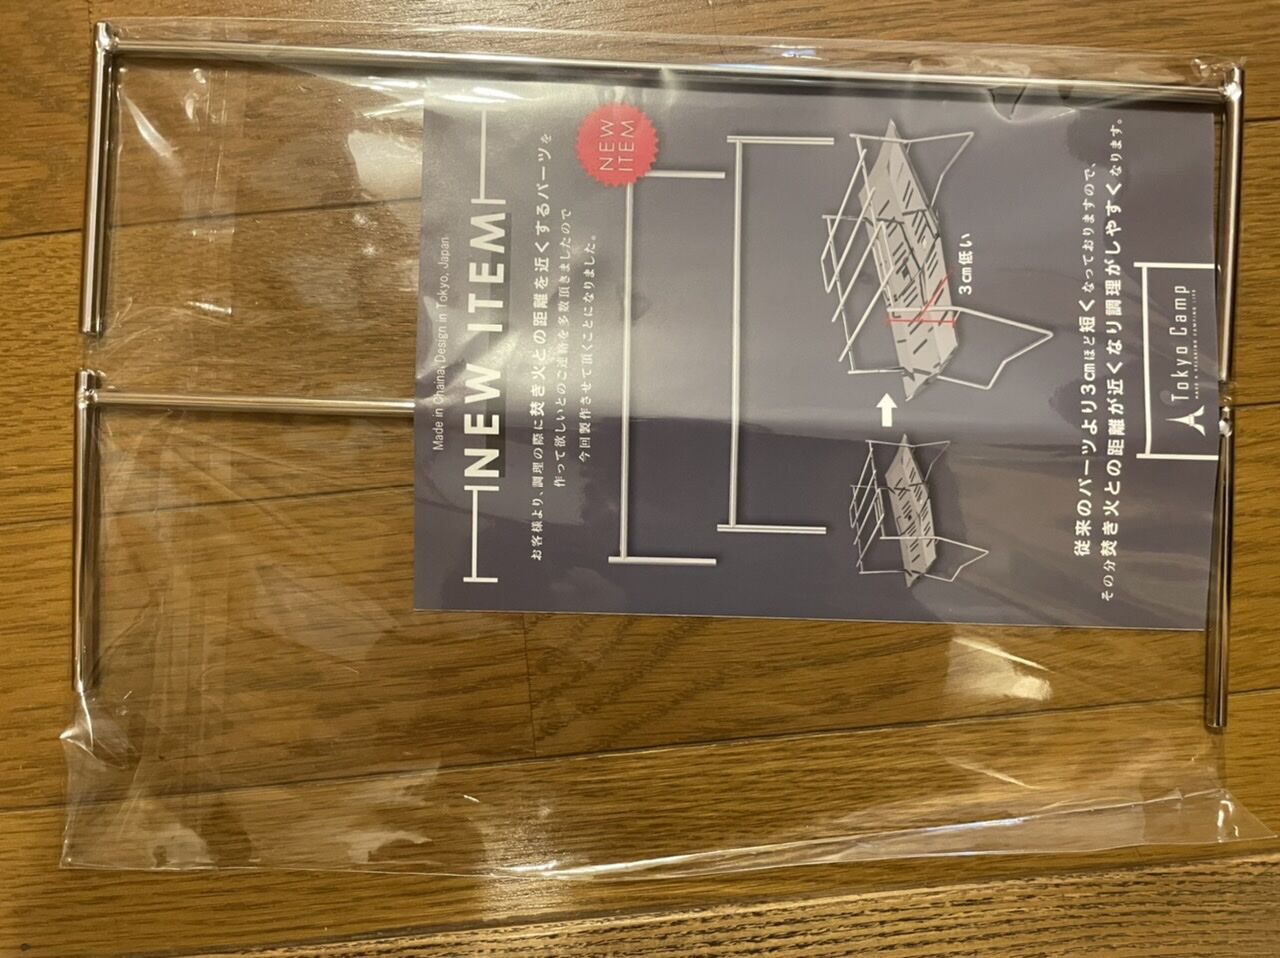 Made in Chaina, Design in Tokyo, Japan
NEW ITEM
お客様より、調理の際に焚き火との距離を近くするパーツを
作って欲しいとのご連絡を多数頂きましたので
今回製作させて頂くことになりました。
NEW
ITEM
3cm低い
従来のパーツより3cmほど短くなっておりますので、
その分焚き火との距離が近くなり調理がしやすくなります。
Tokyo Camp